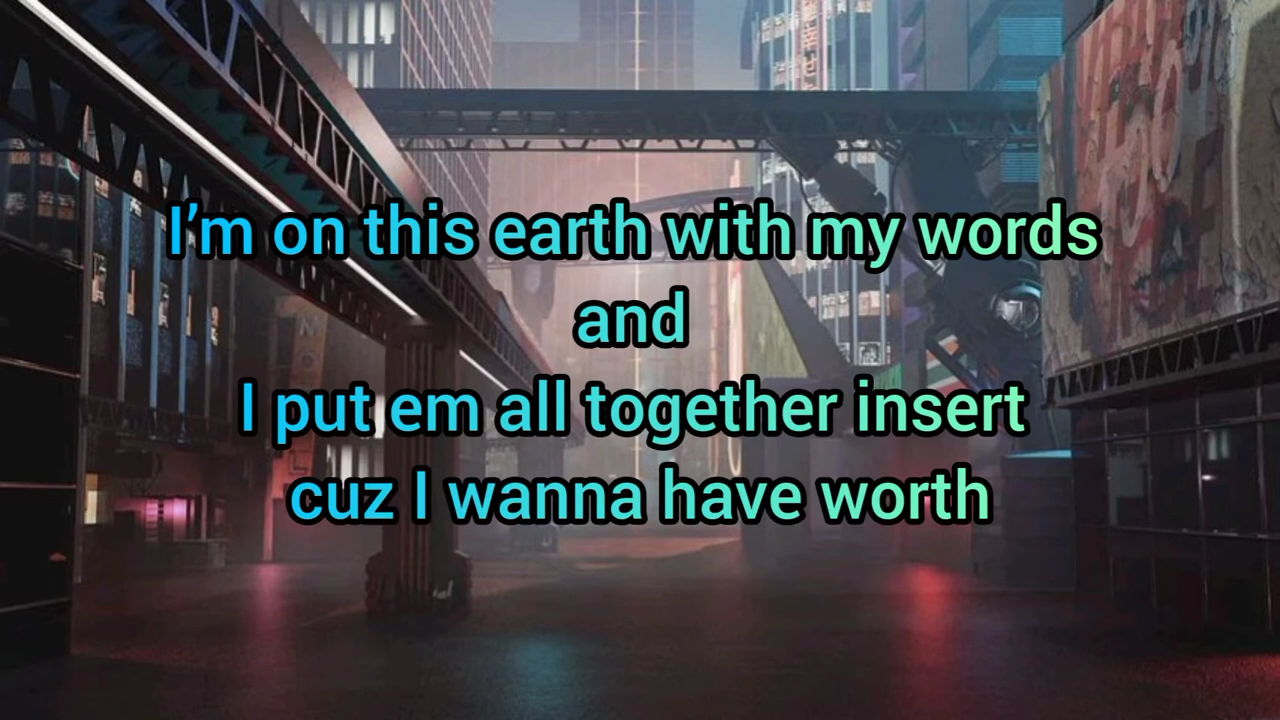 I’m on this earth with my words
and
I put em all together insert
cuz I wanna have worth